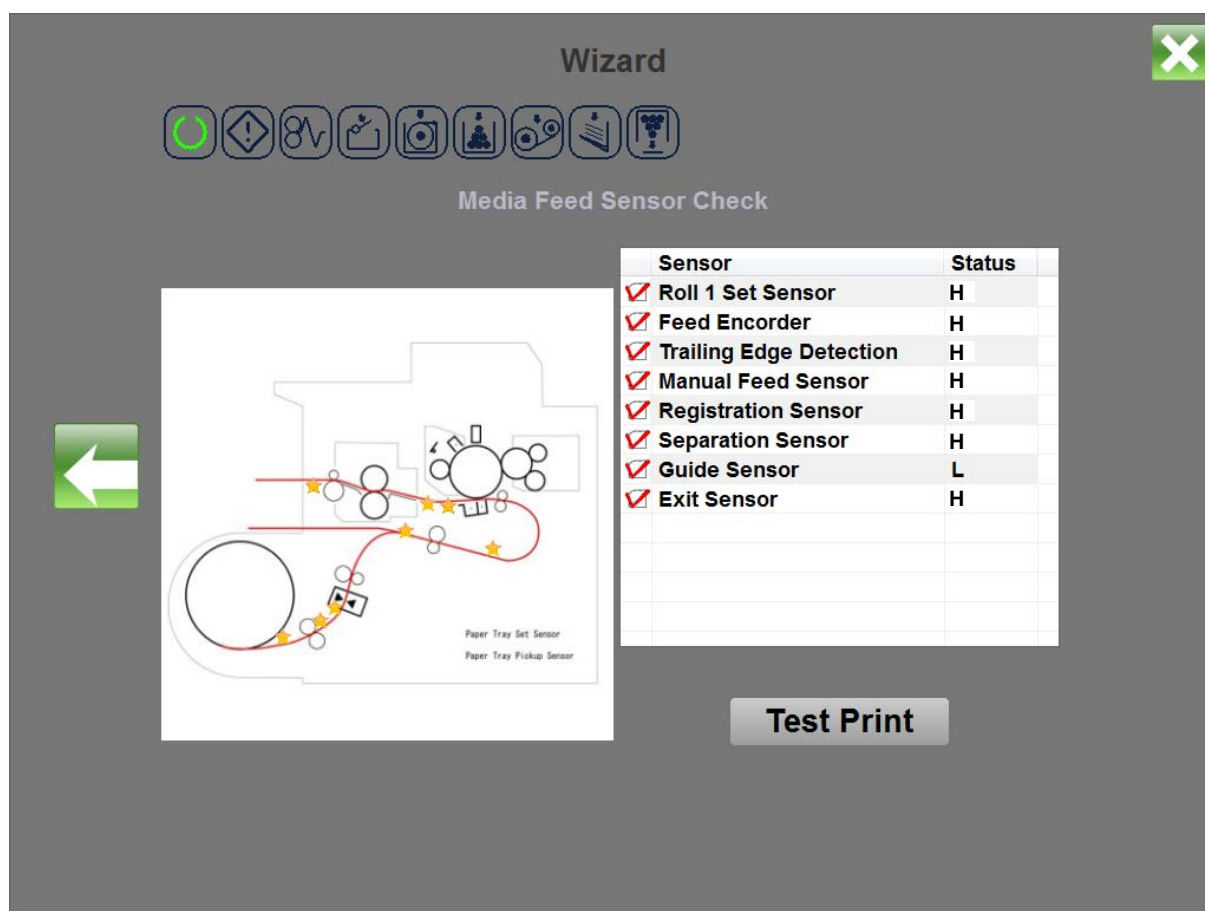 Wizard
Media Feed Sensor Check
Sensor Status
Roll 1 Set Sensor H
Feed Encorder H
Trailing Edge Detection H
Manual Feed Sensor H
Registration Sensor H
Separation Sensor H
Guide Sensor L
Exit Sensor H
Paper Tray Set Sensor
Paper Tray Pickup Sensor
Test Print